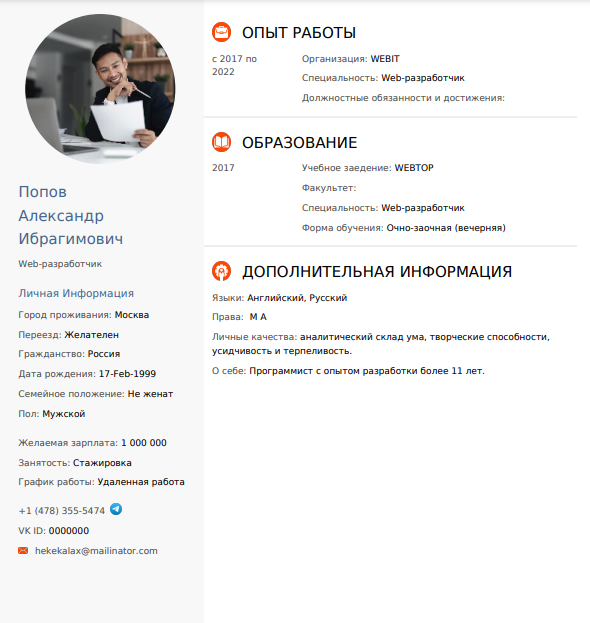 Попов
Александр
Ибрагимович
Web-разработчик
Личная Информация
Город проживания: Москва
Переезд: Желателен
Гражданство: Россия
Дата рождения: 17-Feb-1999
Семейное положение: Не женат
Пол: Мужской
Желаемая зарплата: 1 000 000
Занятость: Стажировка
График работы: Удаленная работа
+1 (478) 355-5474
VK ID: 0000000
hekekalax@mailinator.com
ОПЫТ РАБОТЫ
с 2017 по
2022
Организация: WEBIT
Специальность: Web-разработчик
Должностные обязанности и достижения:
ОБРАЗОВАНИЕ
2017
Учебное заедение: WEBTOP
Факультет:
Специальность: Web-разработчик
Форма обучения: Очно-заочная (вечерняя)
ДОПОЛНИТЕЛЬНАЯ ИНФОРМАЦИЯ
Языки: Английский, Русский
Права: M A
Личные качества: аналитический склад ума, творческие способности,
усидчивость и терпеливость.
О себе: Программист с опытом разработки более 11 лет.